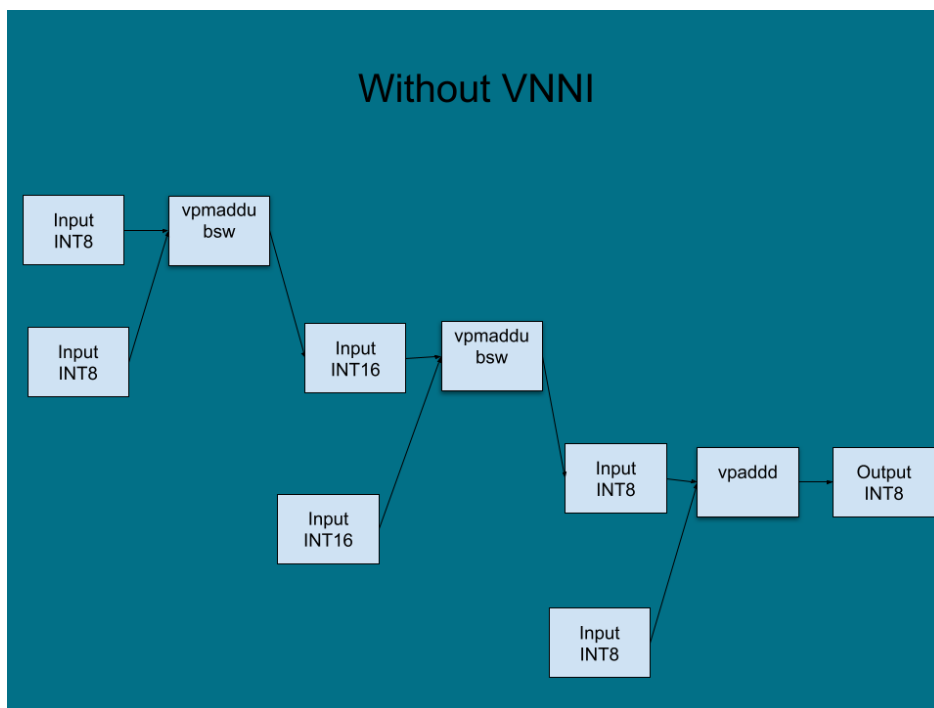 Without VNNI
Input
INT8
vpmaddu
bsw
Input
INT8
Input
INT16
vpmaddu
bsw
Input
INT16
Input
INT8
vpaddd
Output
INT8
Input
INT8